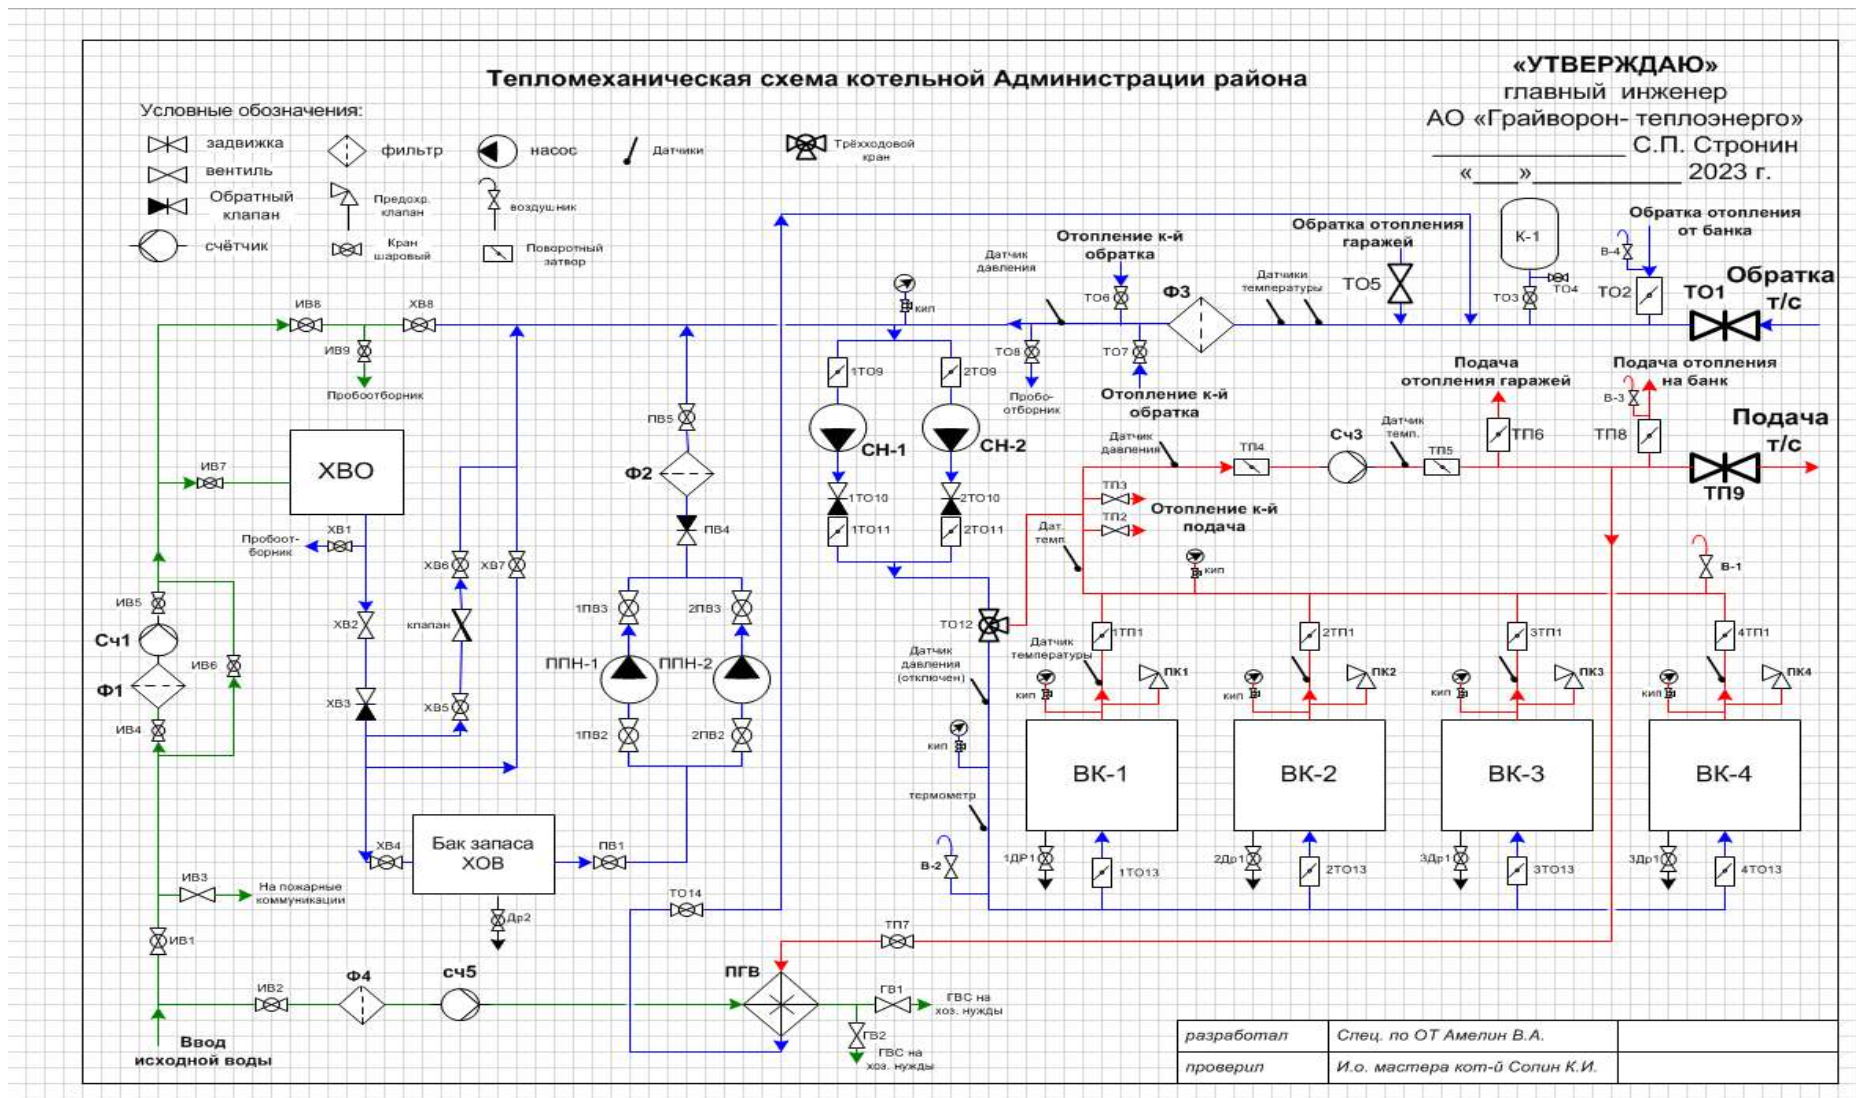 Тепломеханическая схема котельной Администрации района
«УТВЕРЖДАЮ»
главный инженер
АО «Грайворон- теплоэнерго»
С.П. Стронин
«___»____________ 2023 г.
Условные обозначения:
задвижка
вентиль
Обратный
клапан
счётчик
фильтр
Предохр.
клапан
Кран
шаровый
насос
воздушник
Поворотный
затвор
Датчики
Трёхходовой
кран
Обратка отопления
от банка
В-4
К-1
ТО4
ТО3
ТО2
ТО1
Обратка
т/с
Обратка отопления
гаражей
ТО5
Датчики
температуры
Ф3
Отопление к-й
обратка
ТО6
Датчик
давления
кип
ТО8
ТО7
Пробо-
отборник
Отопление к-й
обратка
ИВ8
ХВ8
ИВ9
Пробоотборник
1ТО9
2ТО9
СН-1
СН-2
1ТО10
2ТО10
1ТО11
2ТО11
Подача
отопления гаражей
Подача отопления
на банк
В-3
ТП6
ТП8
Подача
т/с
ТП9
Датчик
давления
ТП4
Сч3
Датчик
темп.
ТП5
ТП3
ТП2
Отопление к-й
подача
Дат.
темп
кип
В-1
ПВ5
Ф2
ПВ4
ИВ7
ХВО
ХВ1
Пробоот-
борник
ХВ6
ХВ7
ХВ2
клапан
ХВ3
ХВ5
ИВ5
Сч1
ИВ6
Ф1
ИВ4
1ПВ3
2ПВ3
ППН-1
ППН-2
1ПВ2
2ПВ2
ТО12
Датчик
давления
(отключен)
Датчик
температуры
1ТП1
2ТП1
3ТП1
4ТП1
кип
ПК1
кип
ПК2
кип
ПК3
кип
ПК4
кип
ВК-1
ВК-2
ВК-3
ВК-4
термометр
В-2
1ДР1
1ТО13
2Др1
2ТО13
3Др1
3ТО13
3Др1
4ТО13
ХВ4
Бак запаса
ХОВ
ПВ1
Др2
ИВ3
На пожарные
коммуникации
ИВ1
ТО14
ТП7
ИВ2
Ф4
сч5
ПГВ
ГВ1
ГВС на
хоз. нужды
ГВ2
ГВС на
хоз. нужды
Ввод
исходной воды
разработал
Спец. по ОТ Амелин В.А.
проверил
И.о. мастера кот-й Сопин К.И.